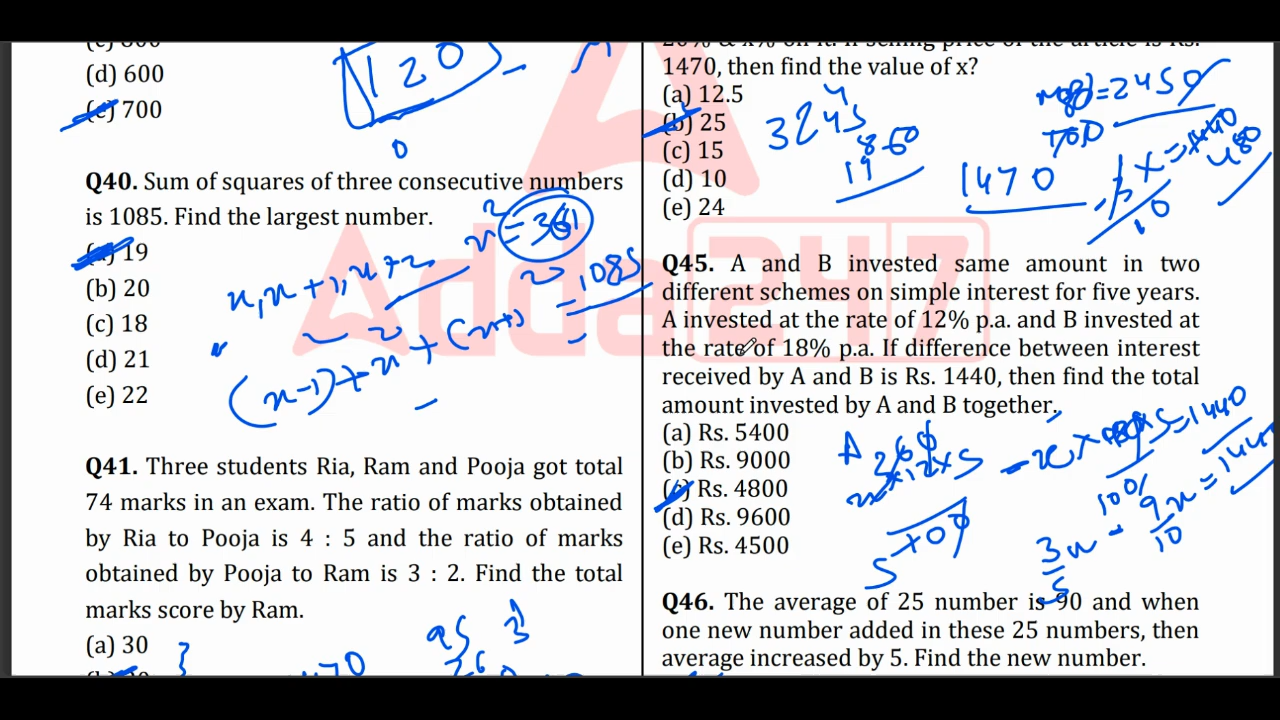 (d) 600
(e) 700
120
0
Q40. Sum of squares of three consecutive numbers
is 1085. Find the largest number.
(a) 19
(b) 20
(c) 18
(d) 21
(e) 22
x² = 361
x, x+1, x+2
= 1085
(x-1) + x + (x+1)
Q41. Three students Ria, Ram and Pooja got total
74 marks in an exam. The ratio of marks obtained
by Ria to Pooja is 4 : 5 and the ratio of marks
obtained by Pooja to Ram is 3 : 2. Find the total
marks score by Ram.
(a) 30
1470, then find the value of x?
(a) 12.5
(b) 25
(c) 15
(d) 10
(e) 24
= 2450
1470
Adda247
Q45. A and B invested same amount in two
different schemes on simple interest for five years.
A invested at the rate of 12% p.a. and B invested at
the rate of 18% p.a. If difference between interest
received by A and B is Rs. 1440, then find the total
amount invested by A and B together.
(a) Rs. 5400
(b) Rs. 9000
(c) Rs. 4800
(d) Rs. 9600
(e) Rs. 4500
= 1440
Q46. The average of 25 number is 90 and when
one new number added in these 25 numbers, then
average increased by 5. Find the new number.